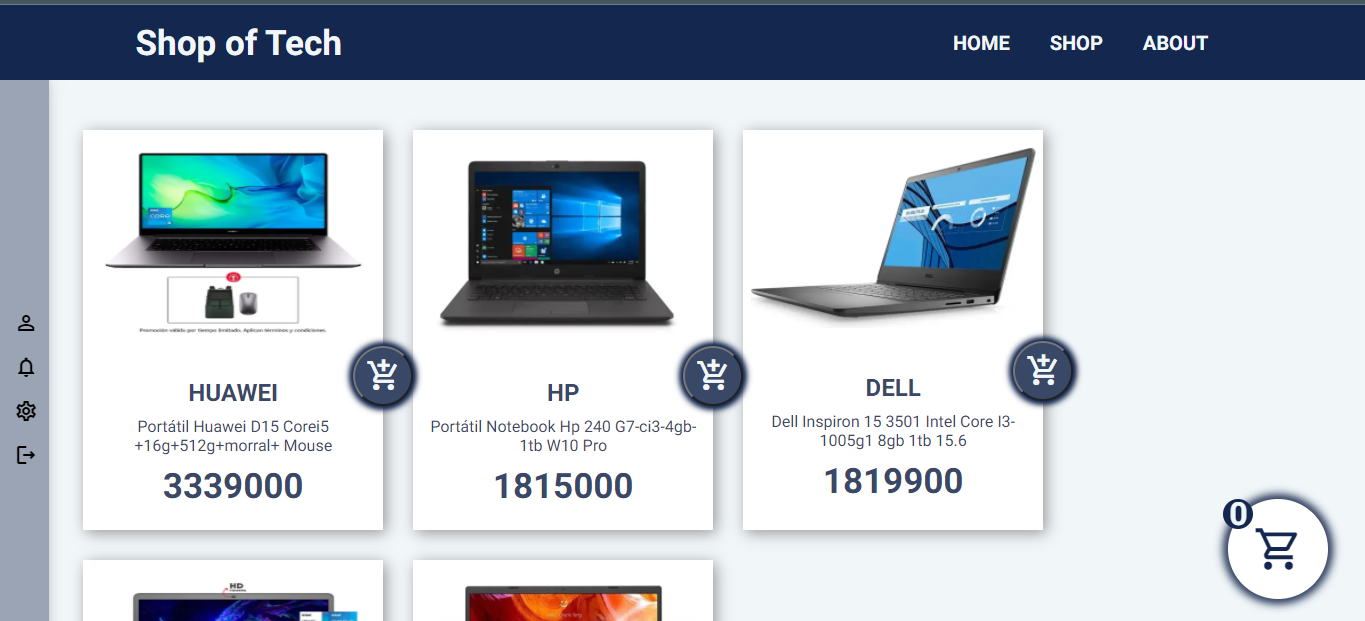 Shop of Tech
HOME
SHOP
ABOUT
Promoción válida por tiempo limitado. Aplican términos y condiciones.
HUAWEI
Portátil Huawei D15 Corei5
+16g+512g+morral+ Mouse
3339000
HP
Portátil Notebook Hp 240 G7-ci3-4gb-
1tb W10 Pro
1815000
DELL
DELL
Dell Inspiron 15 3501 Intel Core I3-
1005g1 8gb 1tb 15.6
1819900
0
HD